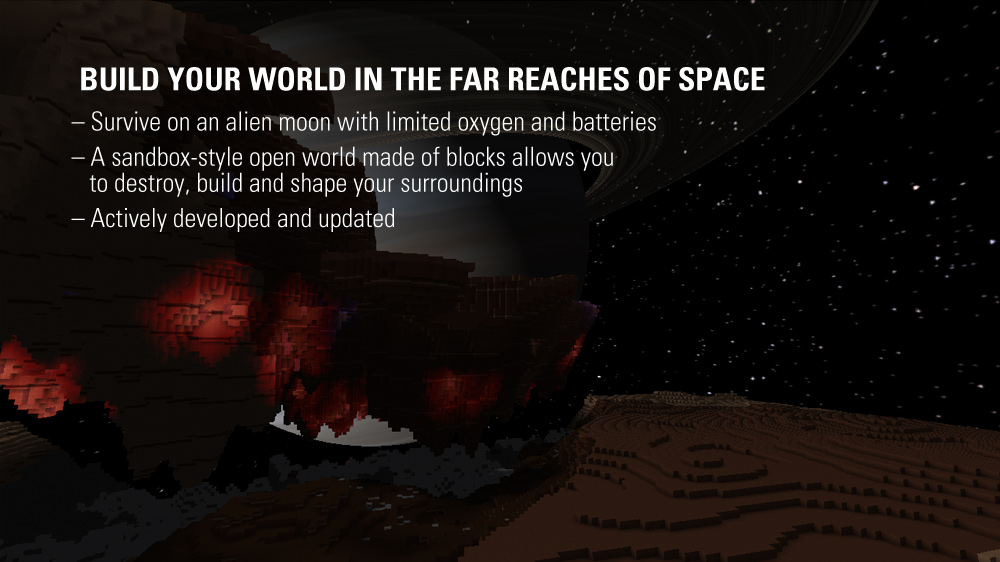 BUILD YOUR WORLD IN THE FAR REACHES OF SPACE
– Survive on an alien moon with limited oxygen and batteries
– A sandbox-style open world made of blocks allows you
to destroy, build and shape your surroundings
– Actively developed and updated